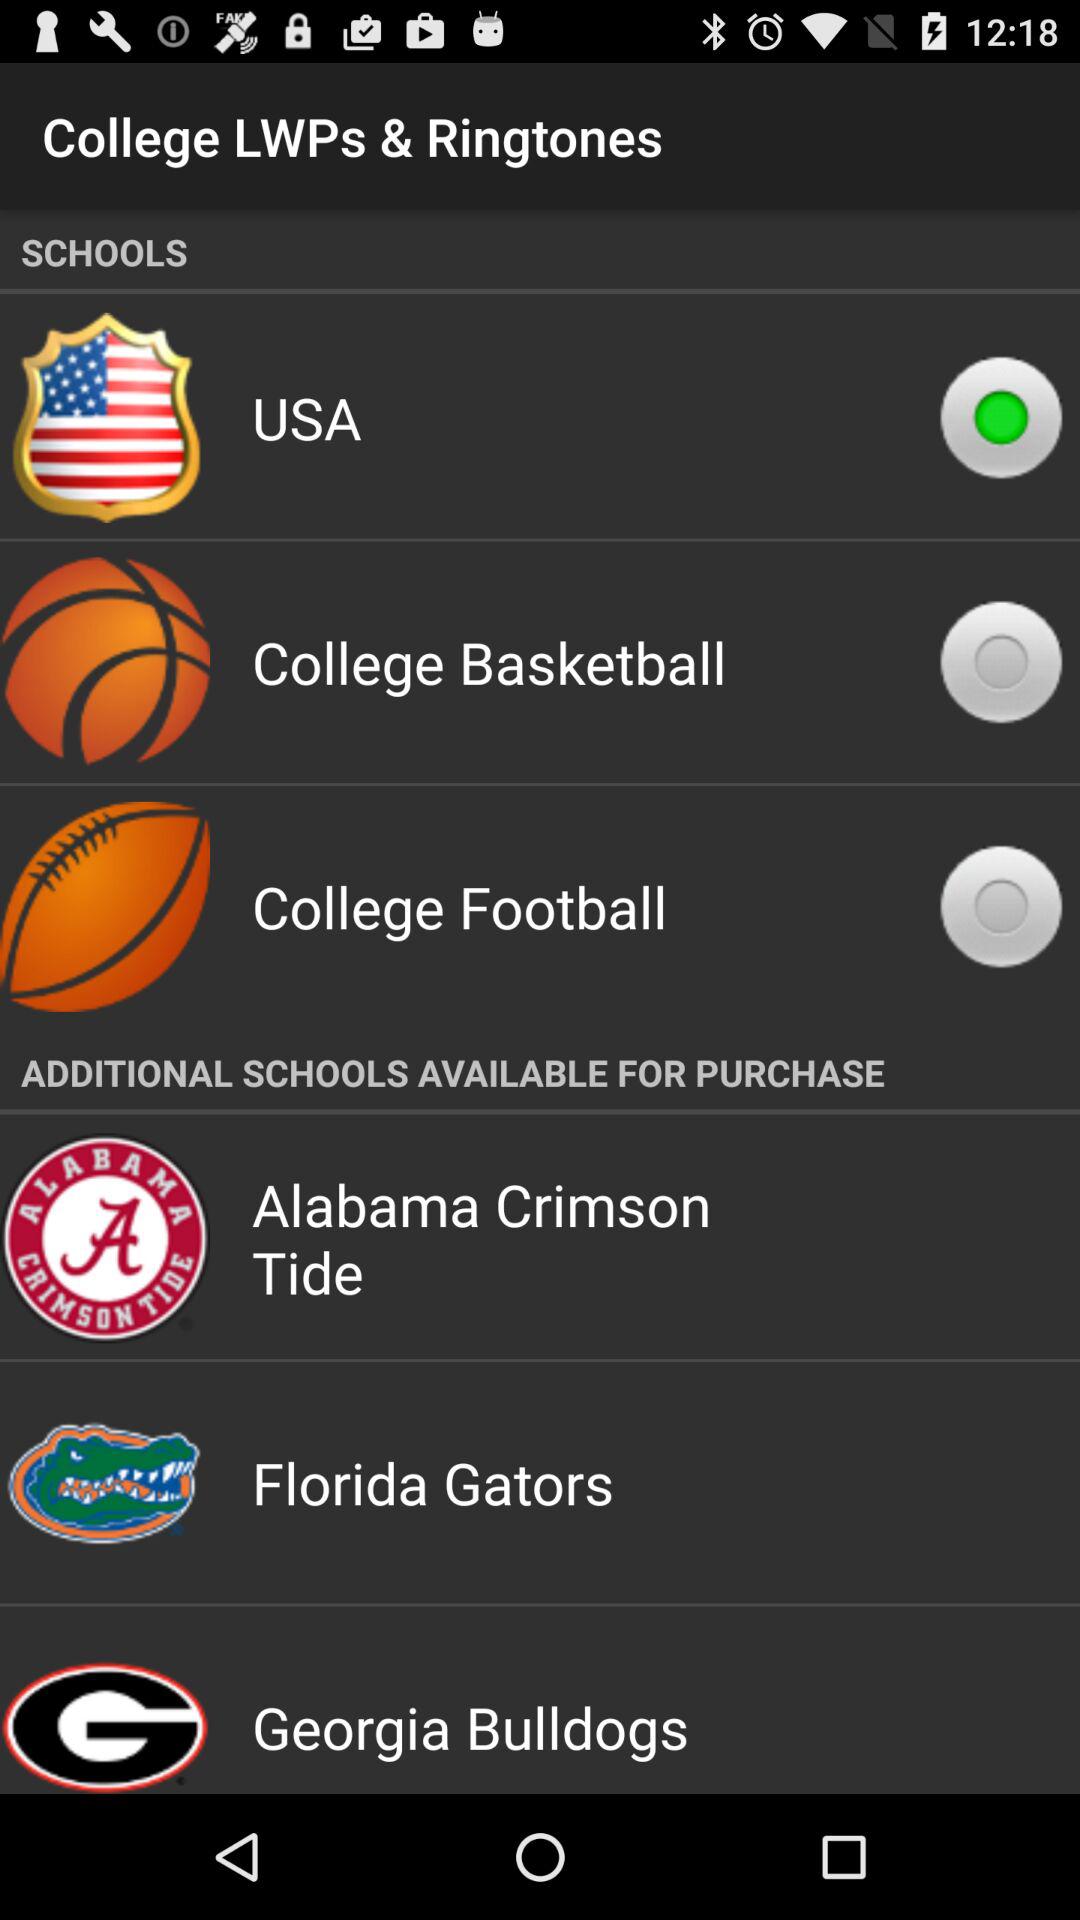 FAKE
12:18
College LWPs & Ringtones
SCHOOLS
USA
College Basketball
College Football
ADDITIONAL SCHOOLS AVAILABLE FOR PURCHASE
ALABAMA
A
CRIMSON TIDE
Alabama Crimson
Tide
Florida Gators
G
Georgia Bulldogs